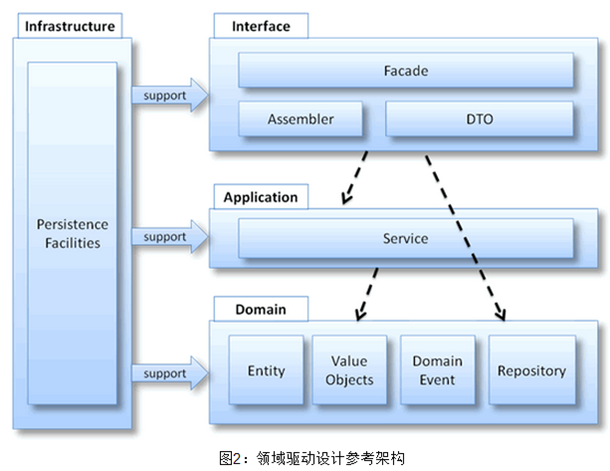 Infrastructure
Persistence
Facilities
support
support
support
Interface
Facade
Assembler
DTO
Application
Service
Domain
Entity
Value
Objects
Domain
Event
Repository
图2：领域驱动设计参考架构